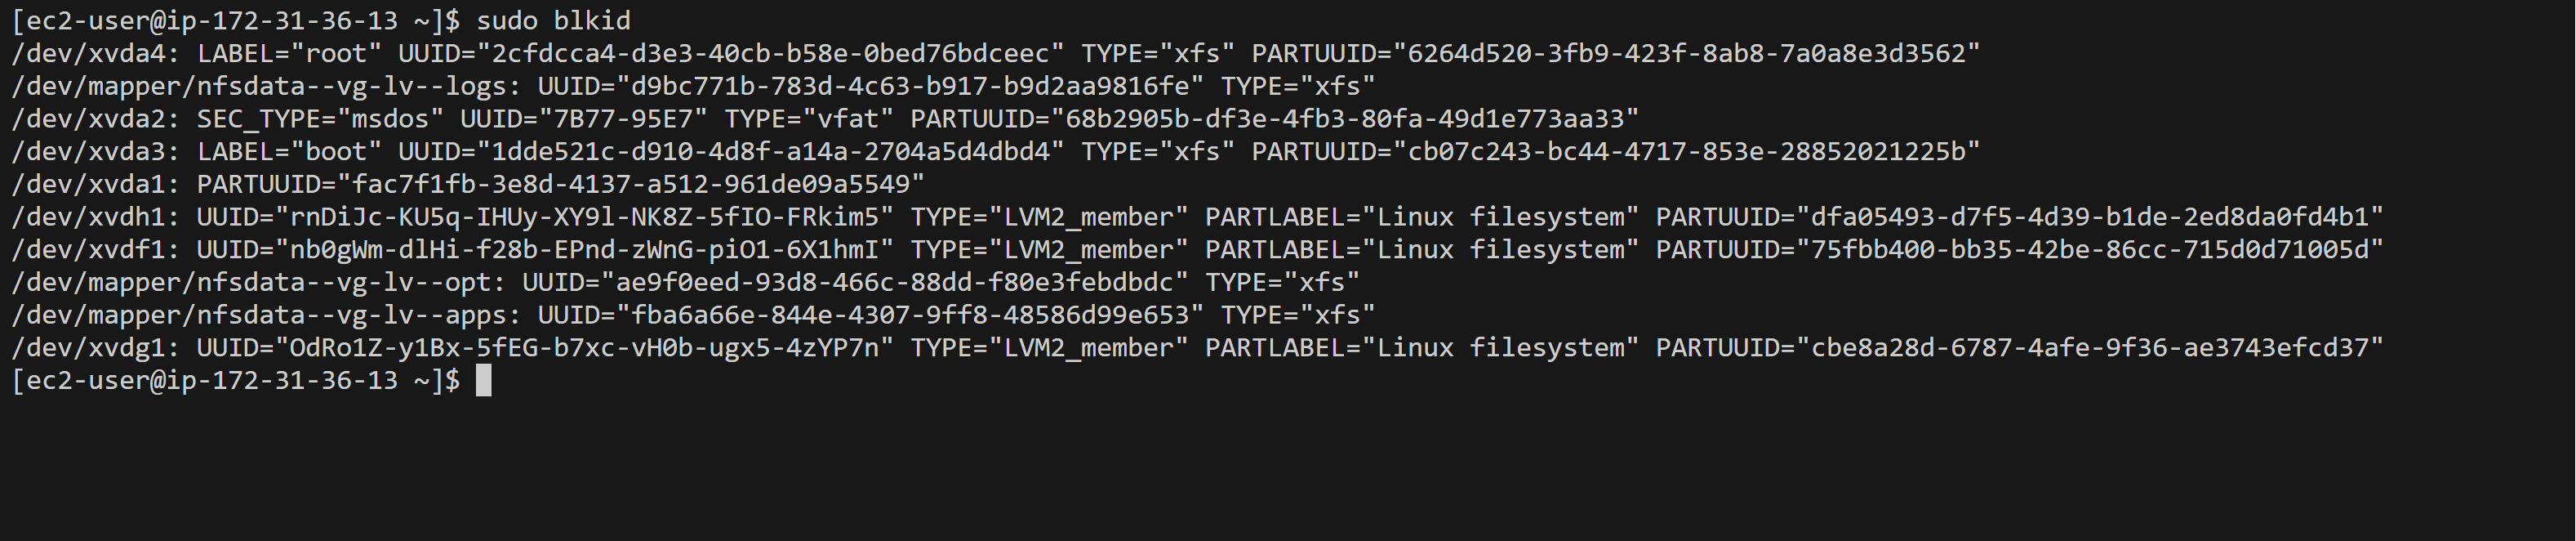 [ec2-user@ip-172-31-36-13 ~]$ sudo blkid
/dev/xvda4: LABEL="root" UUID="2cfdcca4-d3e3-40cb-b58e-0bed76bdceec" TYPE="xfs" PARTUUID="6264d520-3fb9-423f-8ab8-7a0a8e3d3562"
/dev/mapper/nfsdata--vg-lv--logs: UUID="d9bc771b-783d-4c63-b917-b9d2aa9816fe" TYPE="xfs"
/dev/xvda2: SEC_TYPE="msdos" UUID="7B77-95E7" TYPE="vfat" PARTUUID="68b2905b-df3e-4fb3-80fa-49d1e773aa33"
/dev/xvda3: LABEL="boot" UUID="1dde521c-d910-4d8f-a14a-2704a5d4dbd4" TYPE="xfs" PARTUUID="cb07c243-bc44-4717-853e-28852021225b"
/dev/xvda1: PARTUUID="fac7f1fb-3e8d-4137-a512-961de09a5549"
/dev/xvdh1: UUID="rnDiJc-KU5q-IHUy-XY9l-NK8Z-5fIO-FRkim5" TYPE="LVM2_member" PARTLABEL="Linux filesystem" PARTUUID="dfa05493-d7f5-4d39-b1de-2ed8da0fd4b1"
/dev/xvdf1: UUID="nb0gWm-dlHi-f28b-EPnd-zWnG-piO1-6X1hmI" TYPE="LVM2_member" PARTLABEL="Linux filesystem" PARTUUID="75fbb400-bb35-42be-86cc-715d0d71005d"
/dev/mapper/nfsdata--vg-lv--opt: UUID="ae9f0eed-93d8-466c-88dd-f80e3febdbdc" TYPE="xfs"
/dev/mapper/nfsdata--vg-lv--apps: UUID="fba6a66e-844e-4307-9ff8-48586d99e653" TYPE="xfs"
/dev/xvdg1: UUID="OdRo1Z-y1Bx-5fEG-b7xc-vH0b-ugx5-4zYP7n" TYPE="LVM2_member" PARTLABEL="Linux filesystem" PARTUUID="cbe8a28d-6787-4afe-9f36-ae3743efcd37"
[ec2-user@ip-172-31-36-13 ~]$